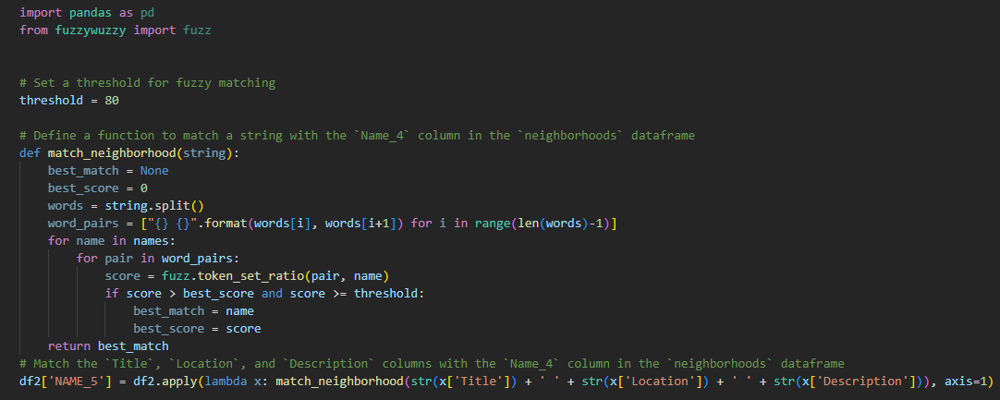 import pandas as pd
from fuzzywuzzy import fuzz
# Set a threshold for fuzzy matching
threshold = 80
# Define a function to match a string with the `Name_4` column in the `neighborhoods` dataframe
def match_neighborhood(string):
    best_match = None
    best_score = 0
    words = string.split()
    word_pairs = ["{} {}".format(words[i], words[i+1]) for i in range(len(words)-1)]
    for name in names:
        for pair in word_pairs:
            score = fuzz.token_set_ratio(pair, name)
            if score > best_score and score >= threshold:
                best_match = name
                best_score = score
    return best_match
# Match the `Title`, `Location`, and `Description` columns with the `Name_4` column in the `neighborhoods` dataframe
df2['NAME_5'] = df2.apply(lambda x: match_neighborhood(str(x['Title']) + ' ' + str(x['Location']) + ' ' + str(x['Description'])), axis=1)